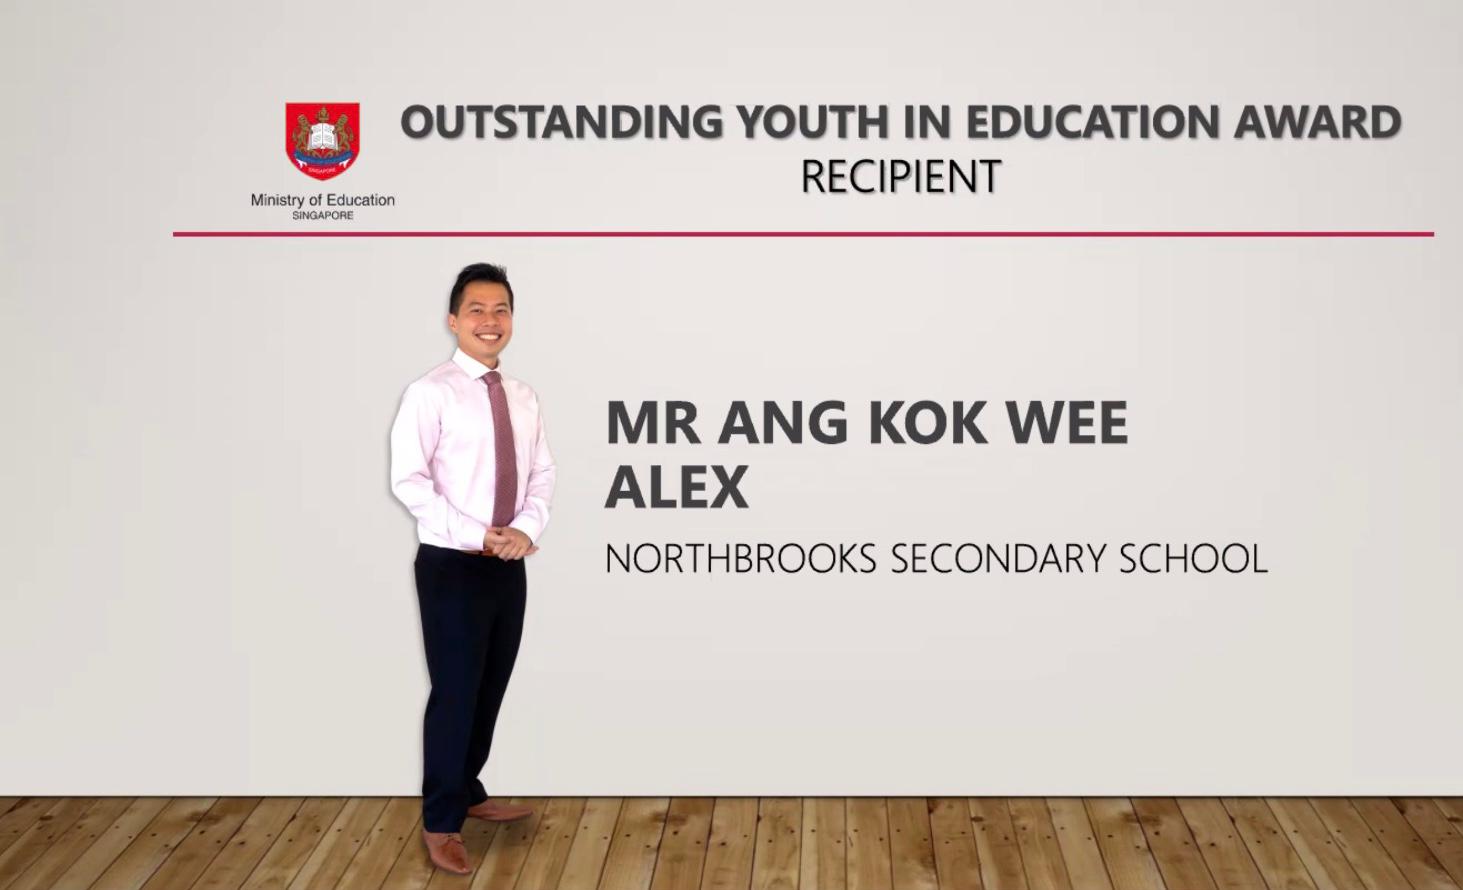 OUTSTANDING YOUTH IN EDUCATION AWARD
RECIPIENT
Ministry of Education
SINGAPORE
MR ANG KOK WEE
ALEX
NORTHBROOKS SECONDARY SCHOOL